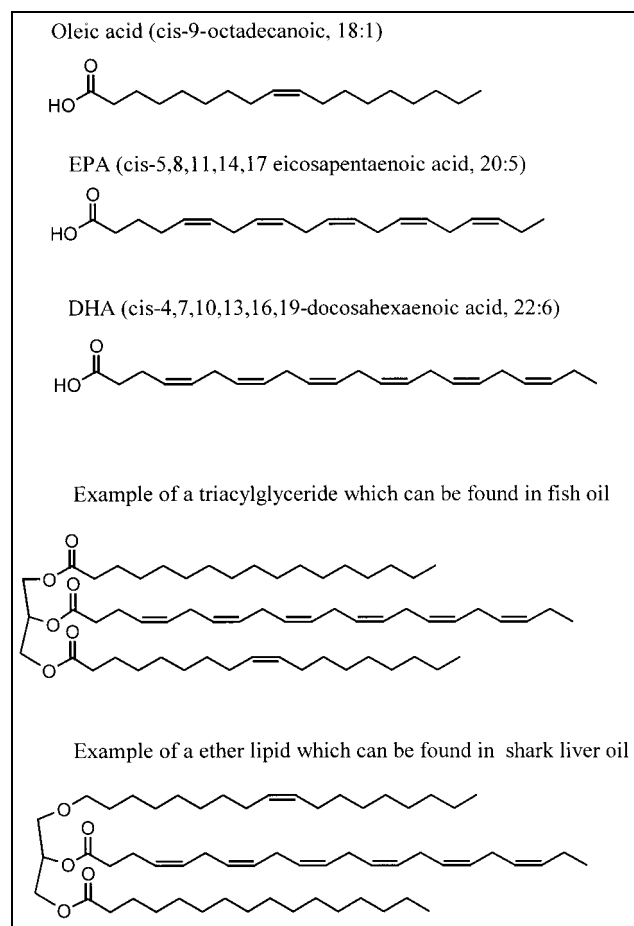 Oleic acid (cis-9-octadecanoic, 18:1)
O
HO
EPA (cis-5,8,11,14,17 eicosapentaenoic acid, 20:5)
O
HO
DHA (cis-4,7,10,13,16,19-docosahexaenoic acid, 22:6)
O
HO
Example of a triacylglyceride which can be found in fish oil
O
O
O
O
O
O
Example of a ether lipid which can be found in shark liver oil
O
O
O
O
O